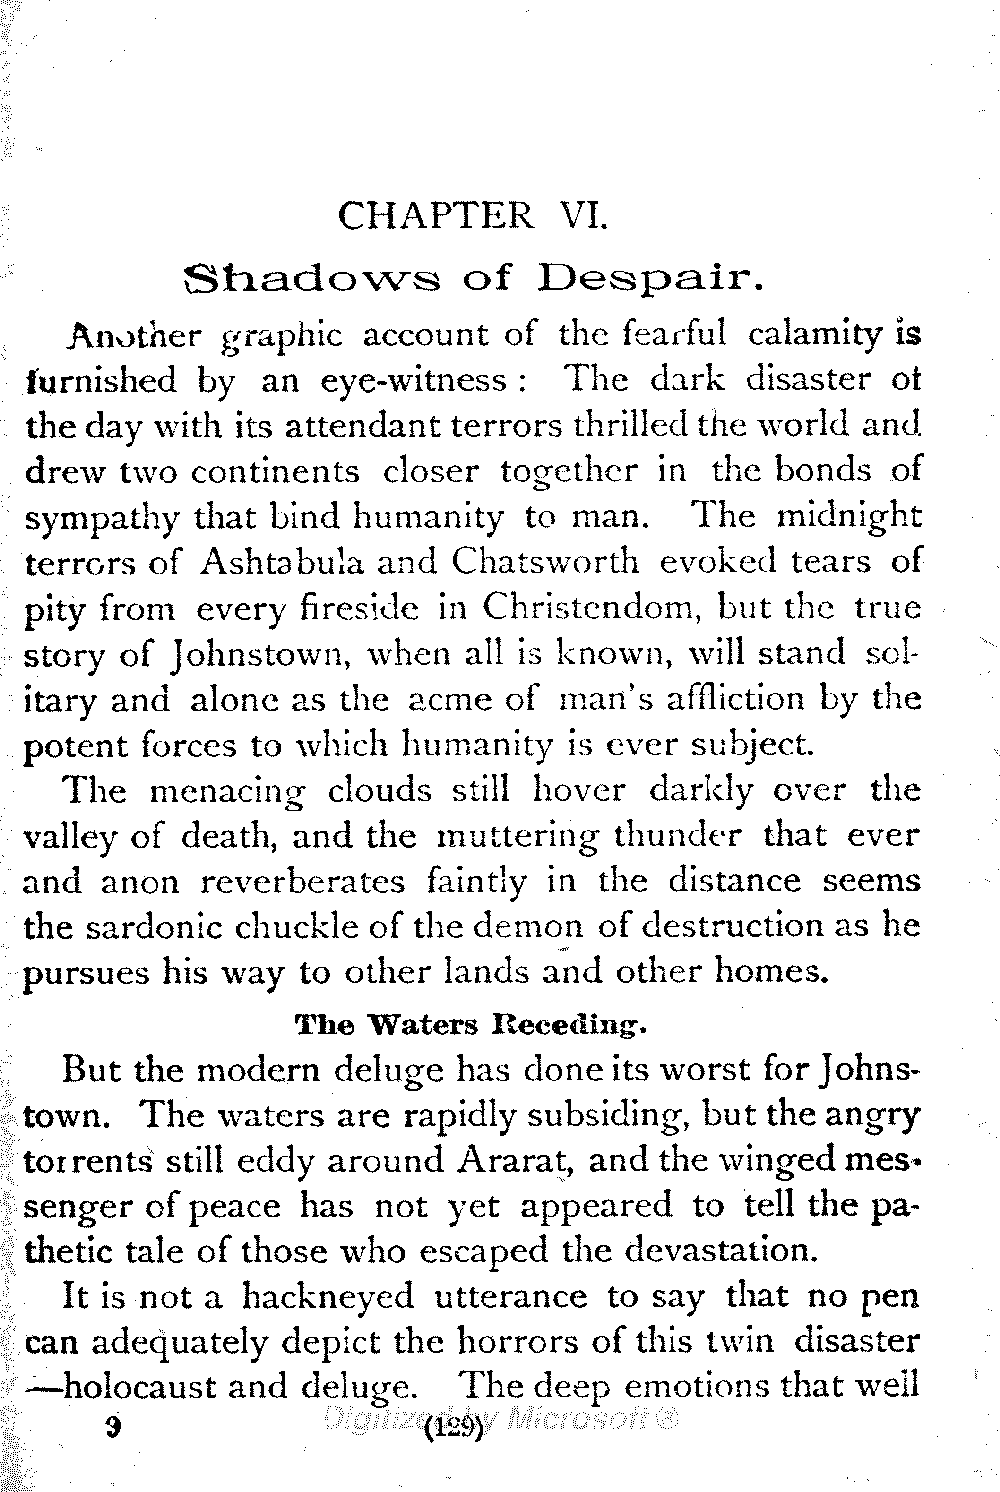 CHAPTER VI.
Shadows of Despair.
Another graphic account of the fearful calamity is
furnished by an eye-witness : The dark disaster of
the day with its attendant terrors thrilled the world and
drew two continents closer together in the bonds of
sympathy that bind humanity to man. The midnight
terrors of Ashtabula and Chatsworth evoked tears of
pity from every fireside in Christendom, but the true
story of Johnstown, when all is known, will stand sol-
itary and alone as the acme of man's affliction by the
potent forces to which humanity is ever subject.
The menacing clouds still hover darkly over the
valley of death, and the muttering thunder that ever
and anon reverberates faintly in the distance seems
the sardonic chuckle of the demon of destruction as he
pursues his way to other lands and other homes.
The Waters Receding.
But the modern deluge has done its worst for Johns-
town. The waters are rapidly subsiding, but the angry
torrents still eddy around Ararat, and the winged mes-
senger of peace has not yet appeared to tell the pa-
thetic tale of those who escaped the devastation.
It is not a hackneyed utterance to say that no pen
can adequately depict the horrors of this twin disaster
—holocaust and deluge. The deep emotions that well
9 (129)
Digitized by Microsoft ®